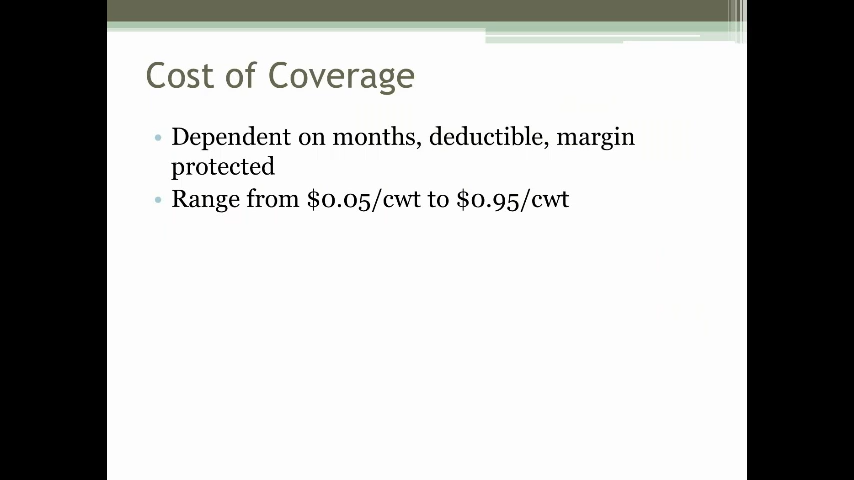 Cost of Coverage
• Dependent on months, deductible, margin
protected
• Range from $0.05/cwt to $0.95/cwt